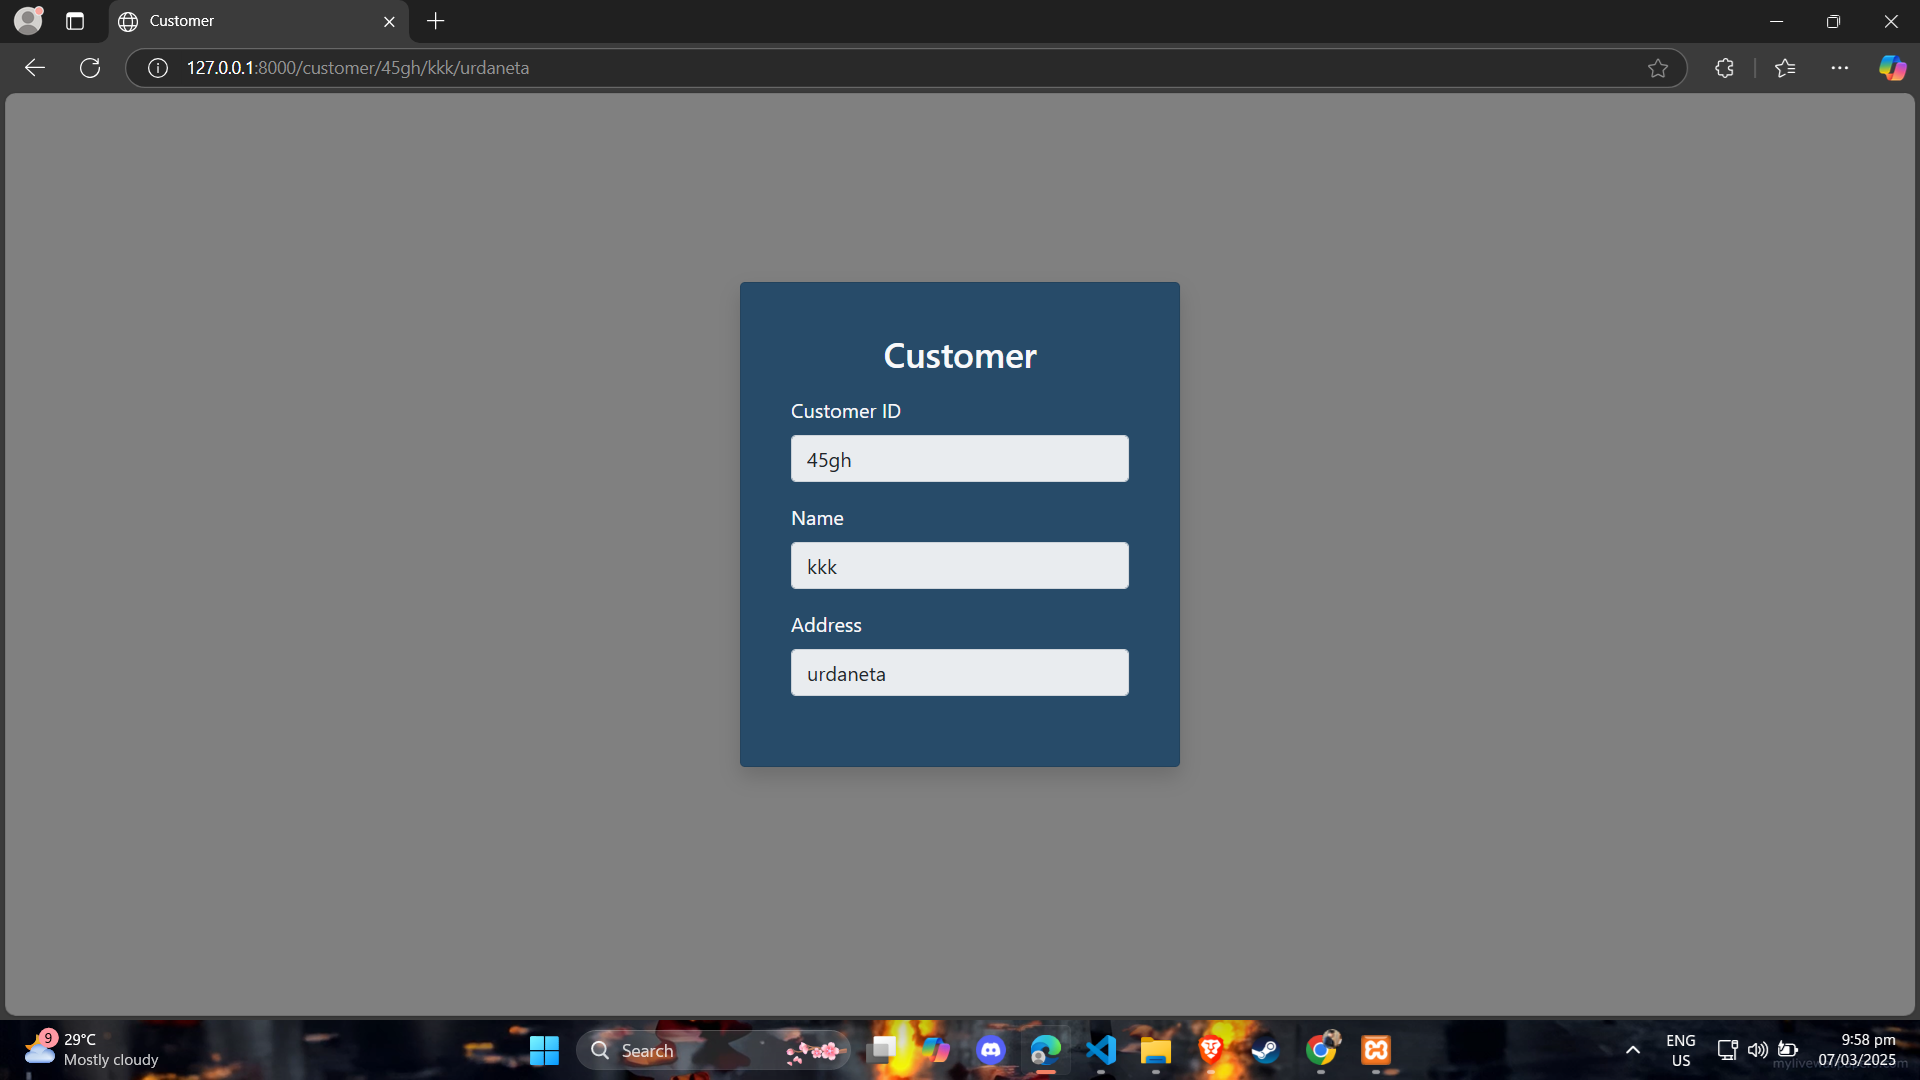 Customer
127.0.0.1:8000/customer/45gh/kkk/urdaneta
Customer
Customer ID
45gh
Name
kkk
Address
urdaneta
9
29°C
Mostly cloudy
Search
ENG
US
9:58 pm
07/03/2025